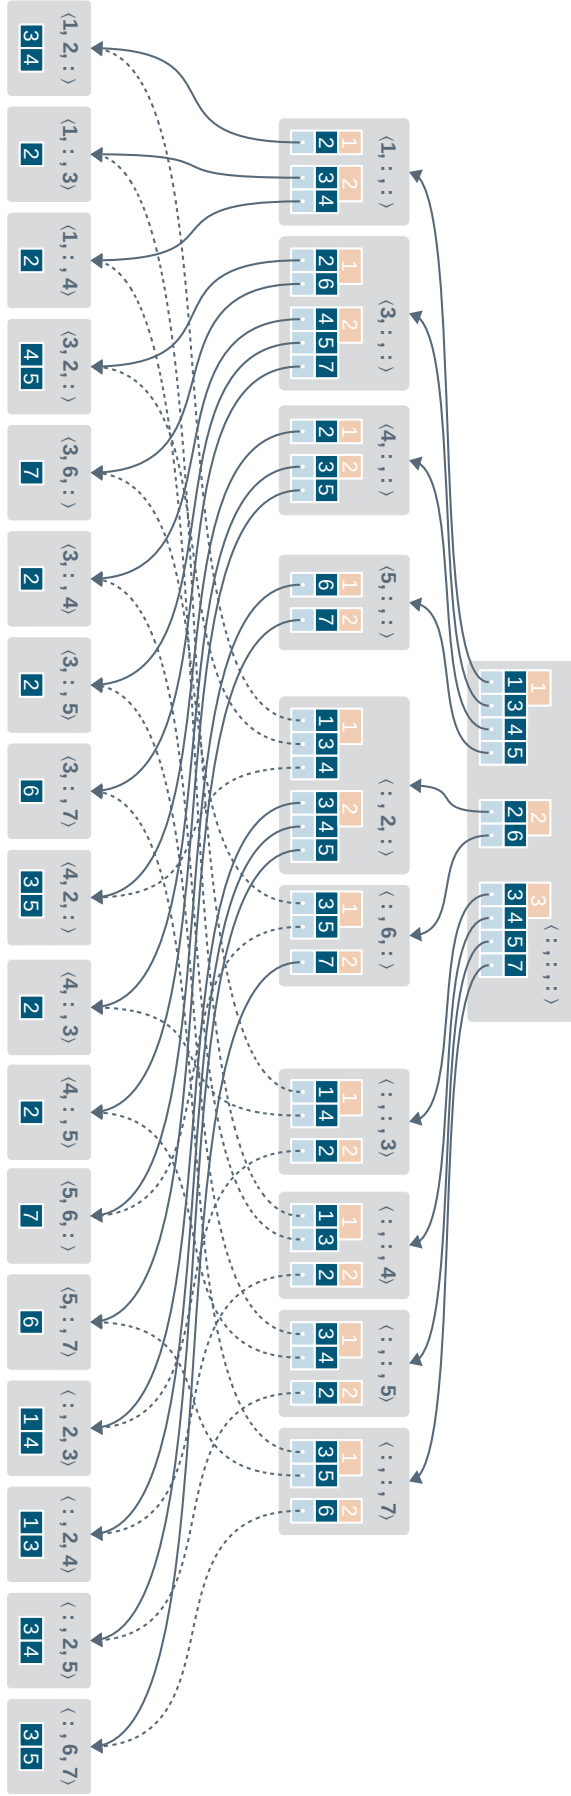 ⟨:, :, :⟩
1
1 3 4 5
2
2 6
3
3 4 5 7
⟨1, :, :⟩
1
2
2
3 4
⟨3, :, :⟩
1
2 6
2
4 5 7
⟨4, :, :⟩
1
2
2
3 5
⟨5, :, :⟩
1
6
2
7
⟨:, 2, :⟩
1
1 3 4
2
3 4 5
⟨:, 6, :⟩
1
3 5
2
7
⟨:, :, 3⟩
1
1 4
2
2
⟨:, :, 4⟩
1
1 3
2
2
⟨:, :, 5⟩
1
3 4
2
2
⟨:, :, 7⟩
1
3 5
2
6
⟨1, 2, :⟩
3 4
⟨1, :, 3⟩
2
⟨1, :, 4⟩
2
⟨3, 2, :⟩
4 5
⟨3, 6, :⟩
7
⟨3, :, 4⟩
2
⟨3, :, 5⟩
2
⟨3, :, 7⟩
6
⟨4, 2, :⟩
3 5
⟨4, :, 3⟩
2
⟨4, :, 5⟩
2
⟨5, 6, :⟩
7
⟨5, :, 7⟩
6
⟨:, 2, 3⟩
1 4
⟨:, 2, 4⟩
1 3
⟨:, 2, 5⟩
3 4
⟨:, 6, 7⟩
3 5